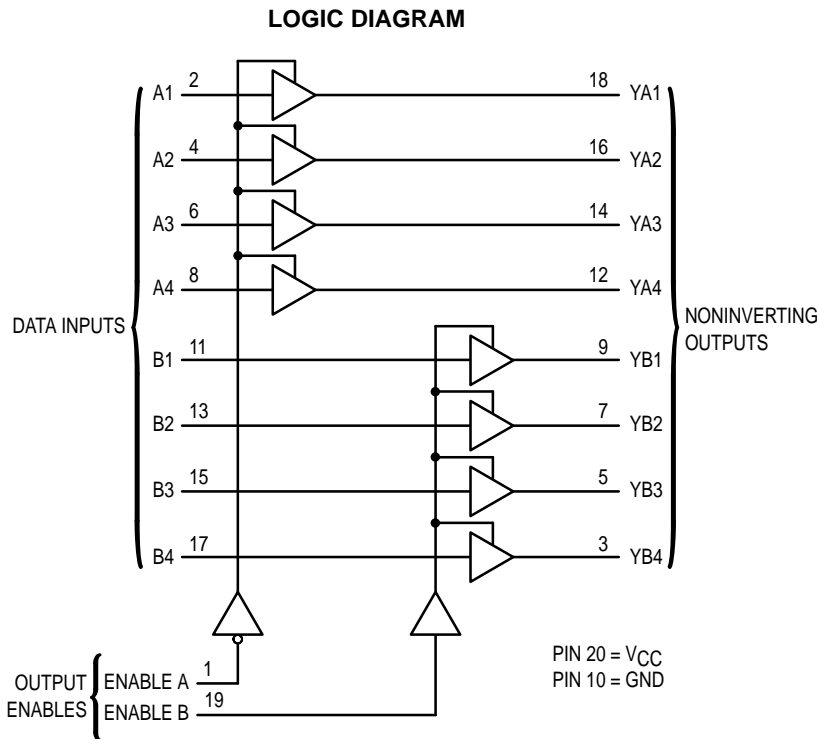 LOGIC DIAGRAM
A1 2 18 YA1
A2 4 16 YA2
A3 6 14 YA3
A4 8 12 YA4
DATA INPUTS
NONINVERTING
OUTPUTS
B1 11 9 YB1
B2 13 7 YB2
B3 15 5 YB3
B4 17 3 YB4
OUTPUT
ENABLES
ENABLE A 1
ENABLE B 19
PIN 20 = VCC
PIN 10 = GND